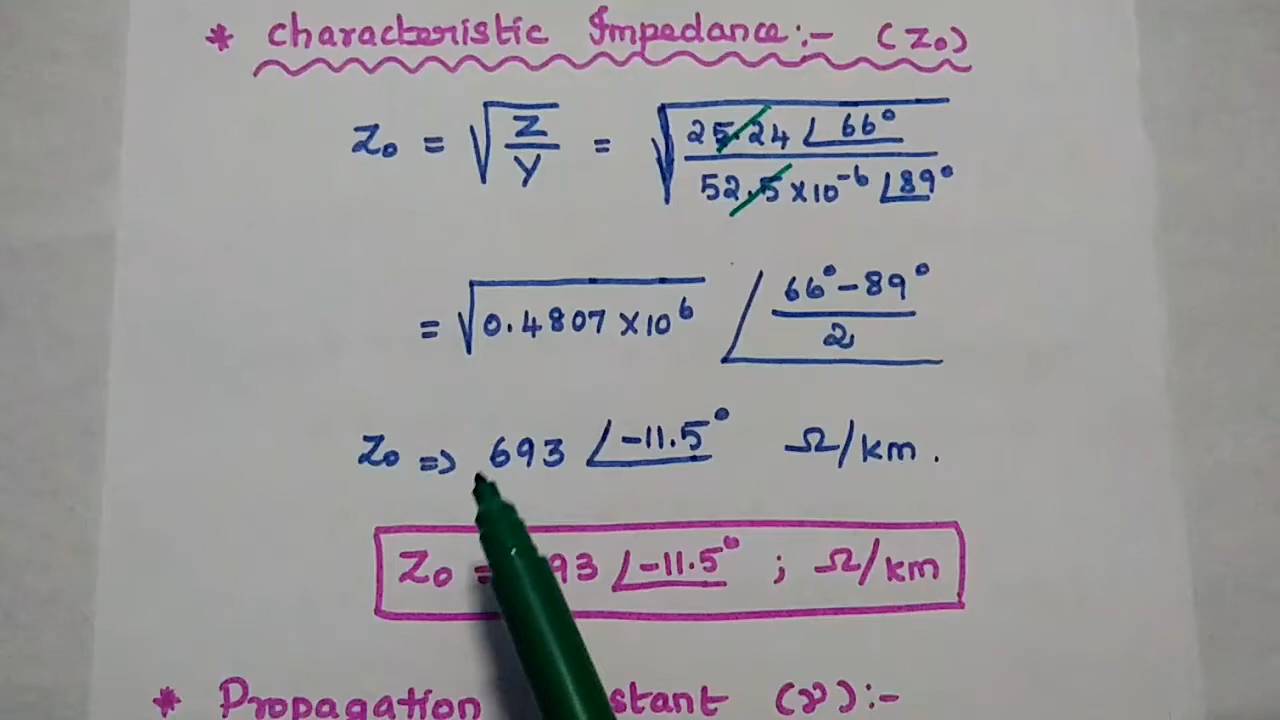 * Characteristic Impedance:- (Z₀)
Z₀ = √(Z/Y) = √(25.24 ∠66° / 52.5×10⁻⁶ ∠89°)
= √(0.4807×10⁶) ∠(66°-89°)/2
Z₀ => 693 ∠-11.5° Ω/km.
Z₀ = 93 ∠-11.5° ; Ω/km
* Propagation stant (γ):-